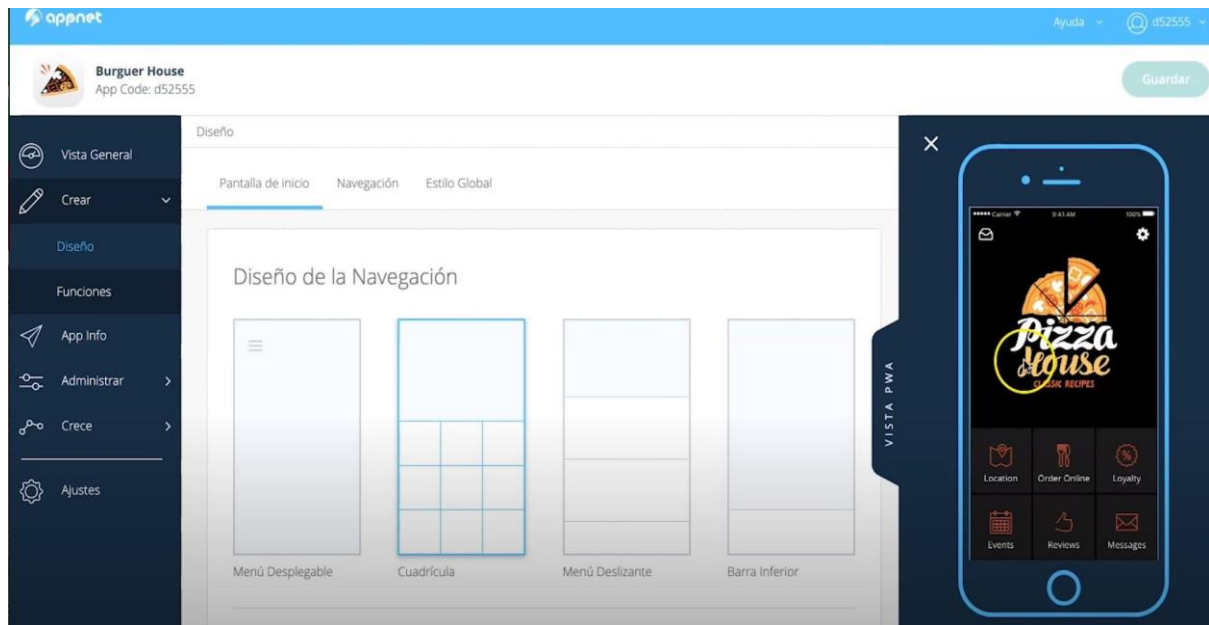 appnet
Ayuda
d52555
Burguer House
App Code: d52555
Guardar
Vista General
Crear
Diseño
Funciones
App Info
Administrar
Crece
Ajustes
Diseño
Pantalla de inicio
Navegación
Estilo Global
Diseño de la Navegación
Menú Desplegable
Cuadrícula
Menú Deslizante
Barra Inferior
VISTA PWA
Carrier
9:41 AM
100%
Pizza
House
CLASSIC RECIPES
Location
Order Online
Loyalty
Events
Reviews
Messages